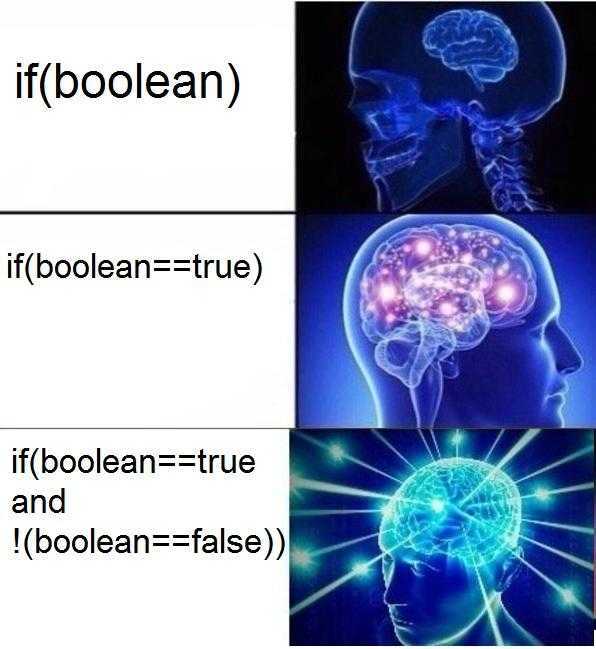 if(boolean)
if(boolean==true)
if(boolean==true
and
!(boolean==false))